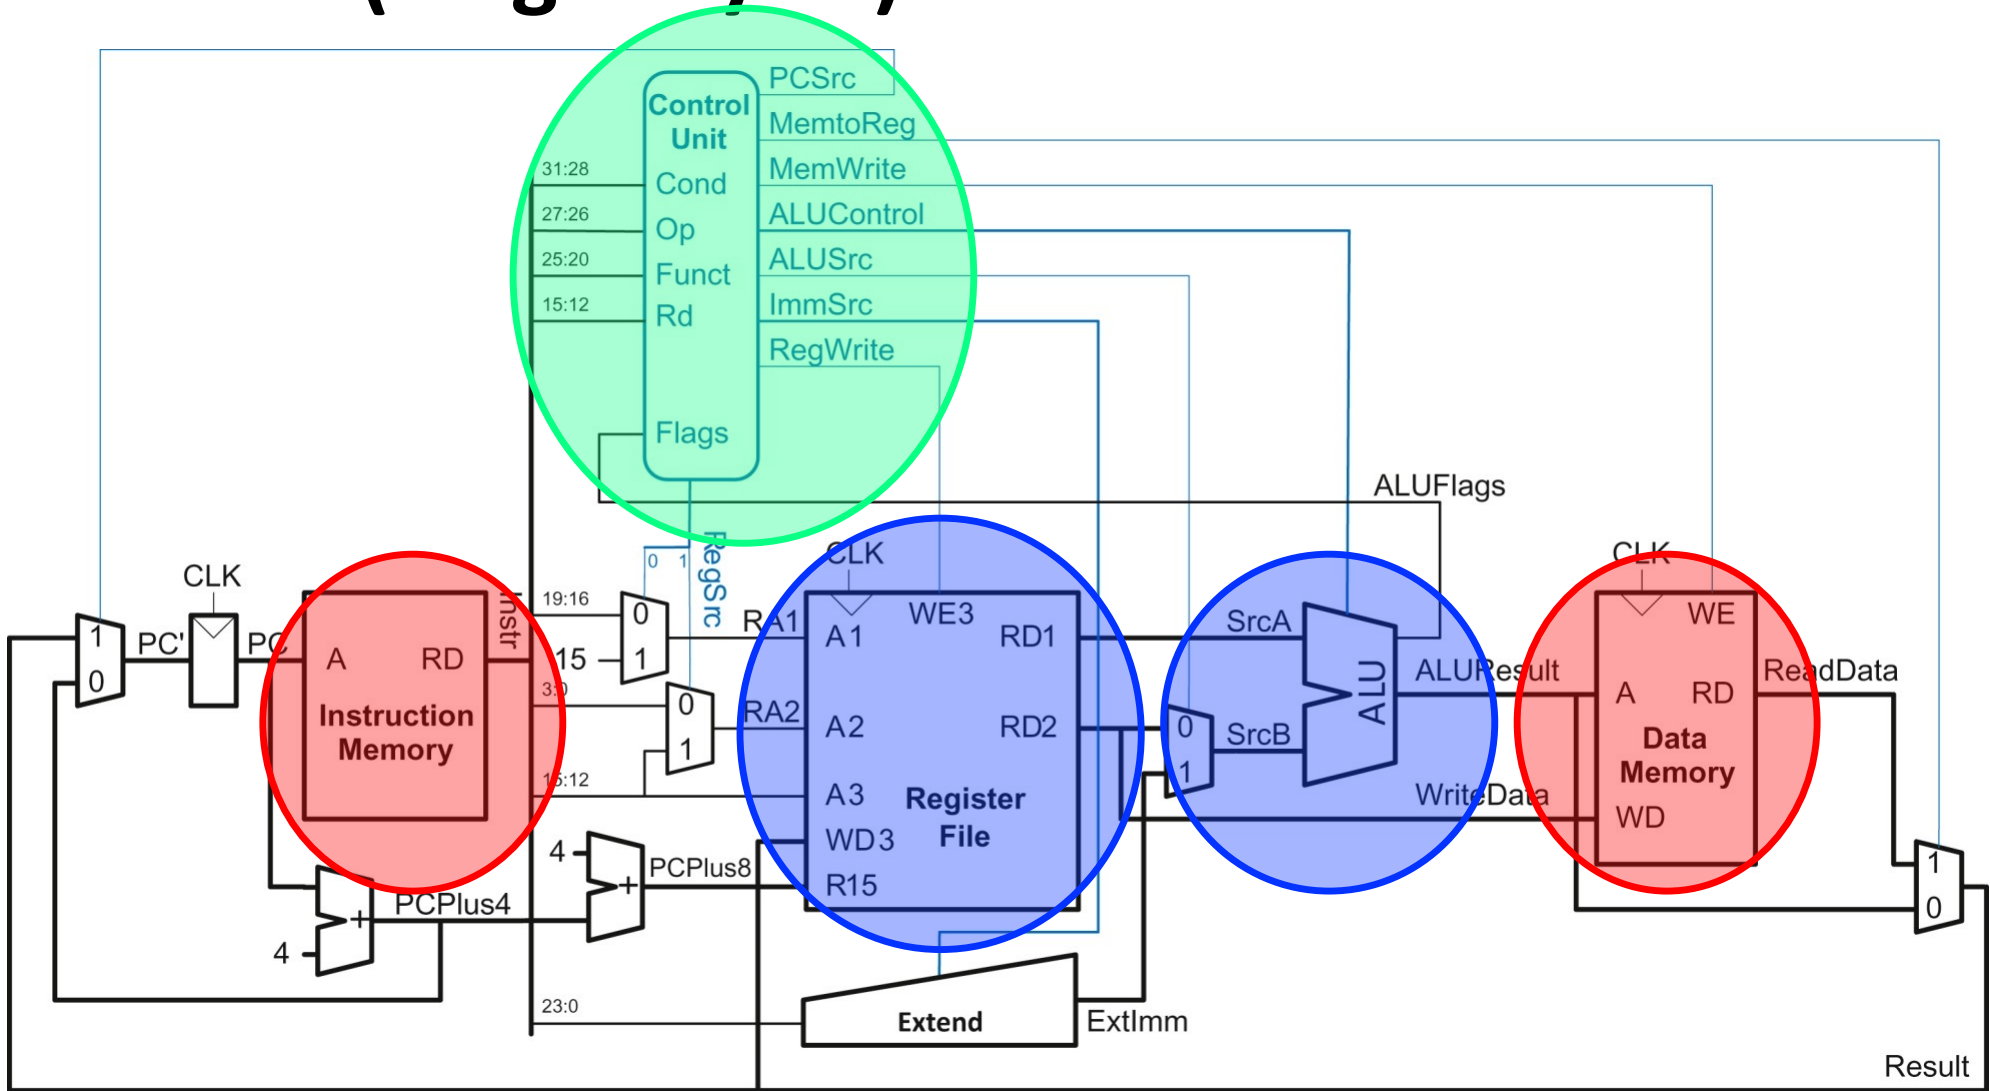 PCSrc
Control
Unit
MemtoReg
31:28
Cond
MemWrite
27:26
Op
ALUControl
25:20
Funct
ALUSrc
15:12
Rd
ImmSrc
RegWrite
Flags
ALUFlags
0 1
RegSrc
CLK
CLK
CLK
Instr
19:16
0
RA1
A1
WE3
RD1
SrcA
WE
1
PC'
PC
A
RD
15
1
0
3:0
0
RA2
A2
RD2
0
SrcB
ALU
ALUResult
A
RD
ReadData
Instruction
Memory
1
1
Data
Memory
15:12
A3
Register
File
WriteData
WD
WD3
4
+
PCPlus8
R15
1
0
PCPlus4
+
4
23:0
Extend
ExtImm
Result